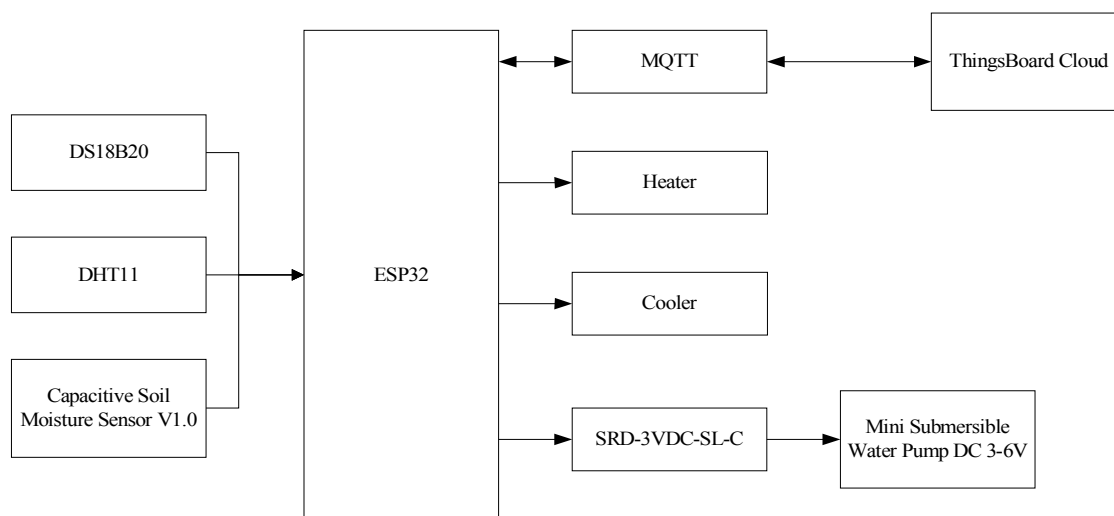 DS18B20
DHT11
Capacitive Soil
Moisture Sensor V1.0
ESP32
MQTT
ThingsBoard Cloud
Heater
Cooler
SRD-3VDC-SL-C
Mini Submersible
Water Pump DC 3-6V